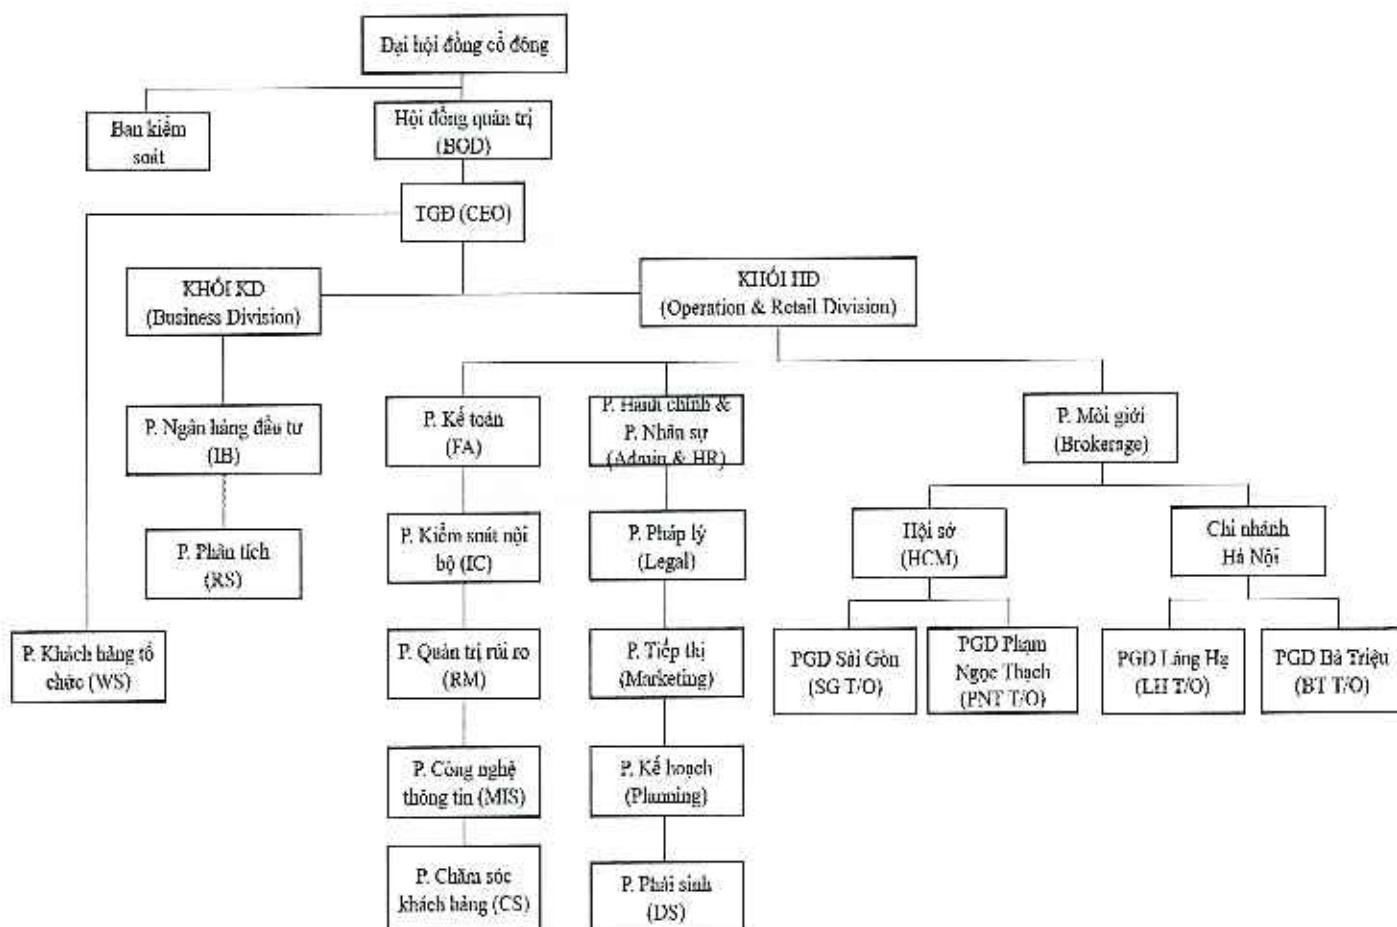 Đại hội đồng cổ đông
Ban kiểm
soát
Hội đồng quản trị
(BOD)
TGĐ (CEO)
KHỐI KD
(Business Division)
KHỐI HĐ
(Operation & Retail Division)
P. Ngân hàng đầu tư
(IB)
P. Kế toán
(FA)
P. Hành chính &
P. Nhân sự
(Admin & HR)
P. Môi giới
(Brokerage)
P. Phân tích
(RS)
P. Kiểm soát nội
bộ (IC)
P. Pháp lý
(Legal)
Hội sở
(HCM)
Chi nhánh
Hà Nội
P. Khách hàng tổ
chức (WS)
P. Quản trị rủi ro
(RM)
P. Tiếp thị
(Marketing)
PGD Sài Gòn
(SG T/O)
PGD Phạm
Ngọc Thạch
(PNT T/O)
PGD Láng Hạ
(LH T/O)
PGD Bà Triệu
(BT T/O)
P. Công nghệ
thông tin (MIS)
P. Kế hoạch
(Planning)
P. Chăm sóc
khách hàng (CS)
P. Phái sinh
(DS)